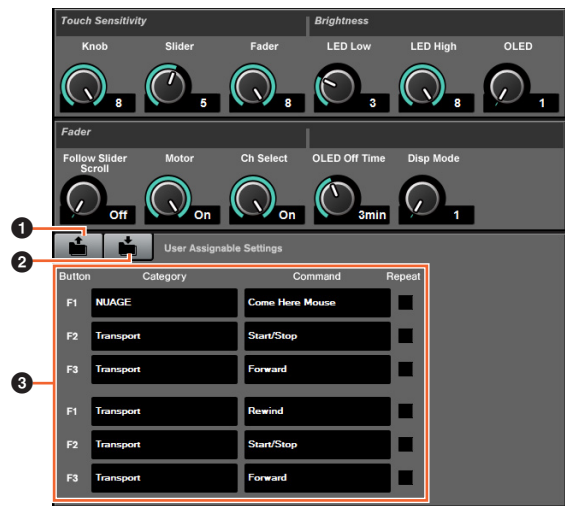 Touch Sensitivity Brightness
Knob Slider Fader LED Low LED High OLED
8 5 8 3 8 1
Fader
Follow Slider Scroll Motor Ch Select OLED Off Time Disp Mode
Off On On 3min 1
1
2
User Assignable Settings
Button Category Command Repeat
3
F1 NUAGE Come Here Mouse
F2 Transport Start/Stop
F3 Transport Forward
F1 Transport Rewind
F2 Transport Start/Stop
F3 Transport Forward